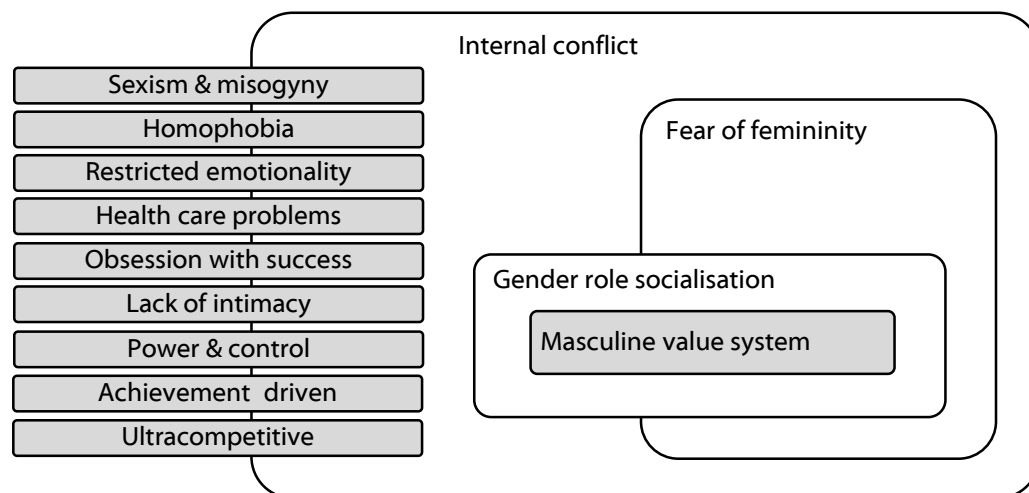 Internal conflict
Sexism & misogyny
Homophobia
Restricted emotionality
Health care problems
Obsession with success
Lack of intimacy
Power & control
Achievement driven
Ultracompetitive
Fear of femininity
Gender role socialisation
Masculine value system